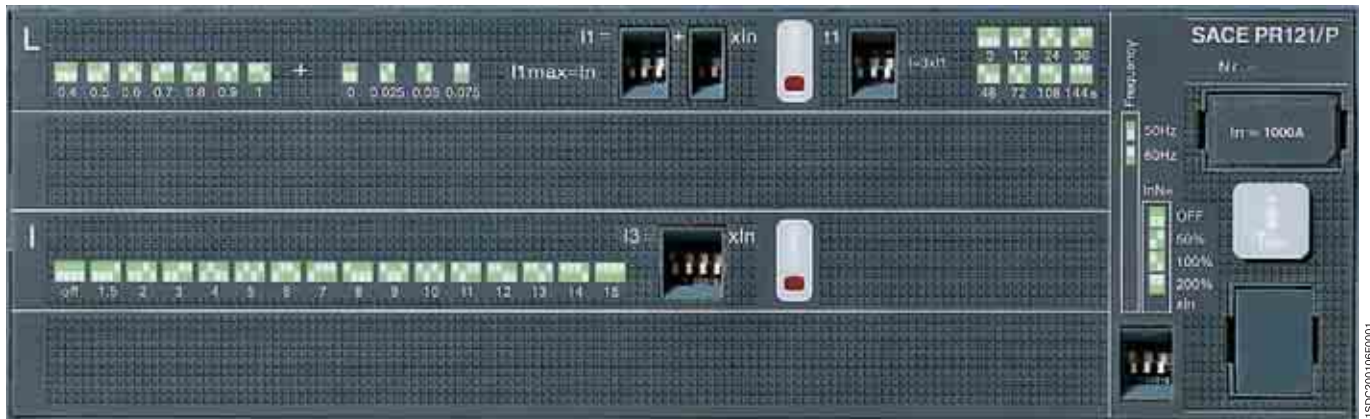 L
I1 = + xIn
t1
SACE PR121/P
0.4 0.5 0.6 0.7 0.8 0.9 1 + 0 0.025 0.05 0.075
I1max=In
t=3xI1
3 12 24 36
48 72 108 144s
Frequency
50Hz
60Hz
In = 1000A
InN=
OFF
50%
100%
200%
xIn
Test
I
I3 = xIn
off 1.5 2 3 4 5 6 7 8 9 10 11 12 13 14 15